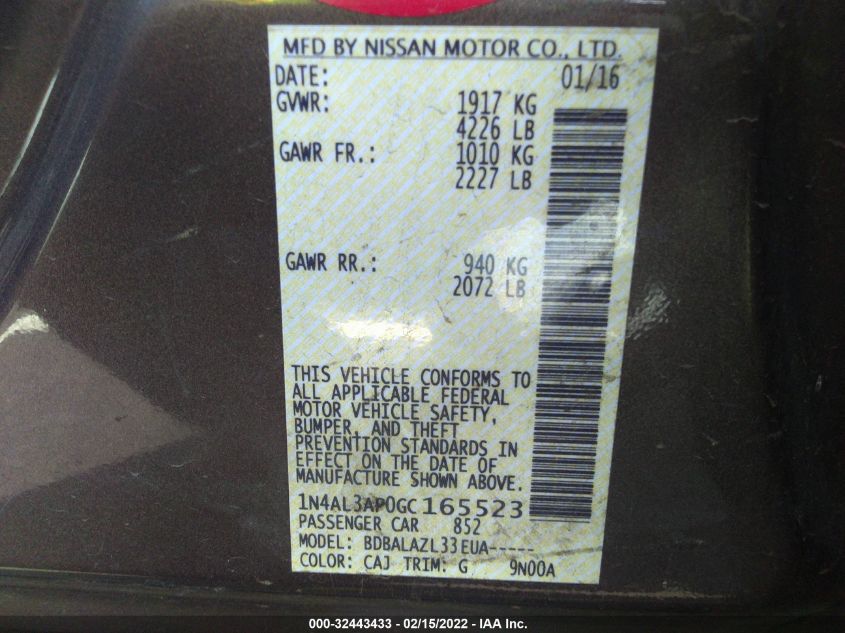 MFD BY NISSAN MOTOR CO., LTD.
DATE: 01/16
GVWR: 1917 KG
4226 LB
GAWR FR.: 1010 KG
2227 LB
GAWR RR.: 940 KG
2072 LB
THIS VEHICLE CONFORMS TO
ALL APPLICABLE FEDERAL
MOTOR VEHICLE SAFETY,
BUMPER, AND THEFT
PREVENTION STANDARDS IN
EFFECT ON THE DATE OF
MANUFACTURE SHOWN ABOVE.
1N4AL3AP0GC165523
PASSENGER CAR 852
MODEL: BDBALAZL33EUA-----
COLOR: CAJ TRIM: G 9N00A
000-32443433 - 02/15/2022 - IAA Inc.